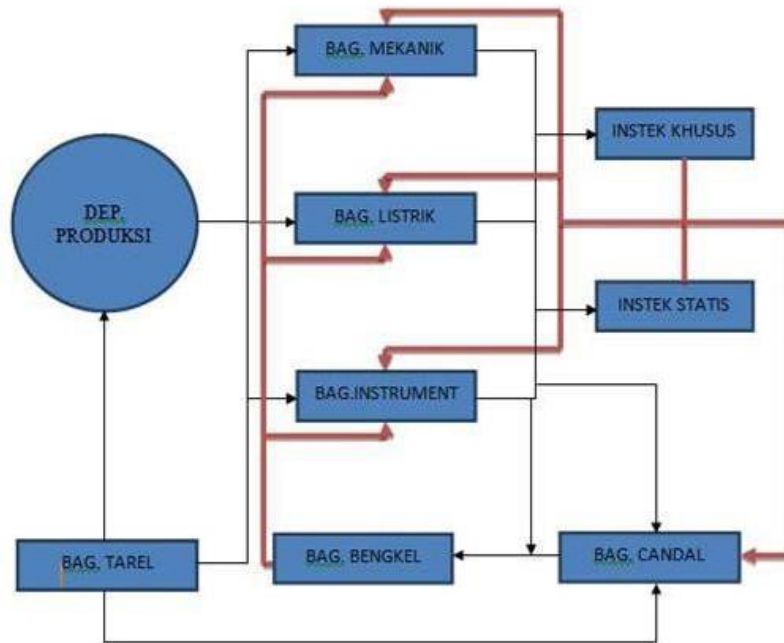 BAG. MEKANIK
INSTEK KHUSUS
DEP.
PRODUKSI
BAG. LISTRIK
INSTEK STATIS
BAG.INSTRUMENT
BAG. TAREL
BAG. BENGKEL
BAG. CANDAL